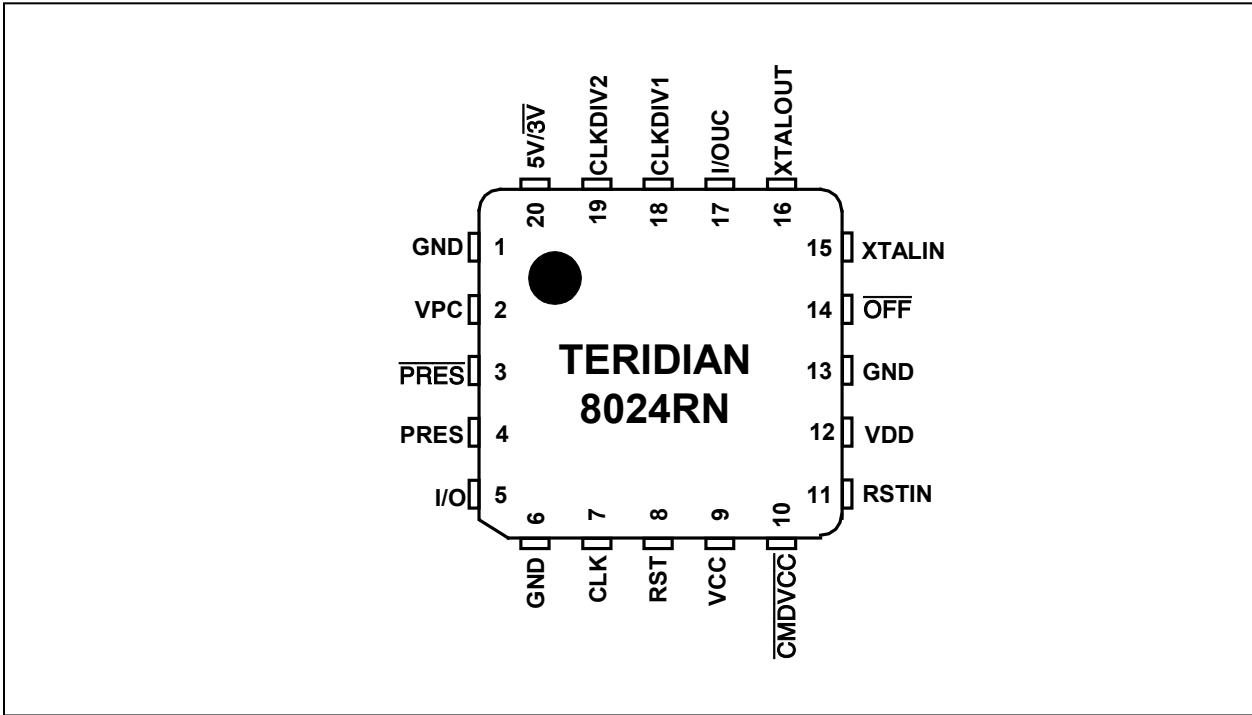 5V/3V
CLKDIV2
CLKDIV1
I/OUC
XTALOUT
20
19
18
17
16
GND 1
15 XTALIN
VPC 2
14 OFF
PRES 3
13 GND
PRES 4
12 VDD
I/O 5
11 RSTIN
TERIDIAN
8024RN
6
7
8
9
10
GND
CLK
RST
VCC
CMDVCC